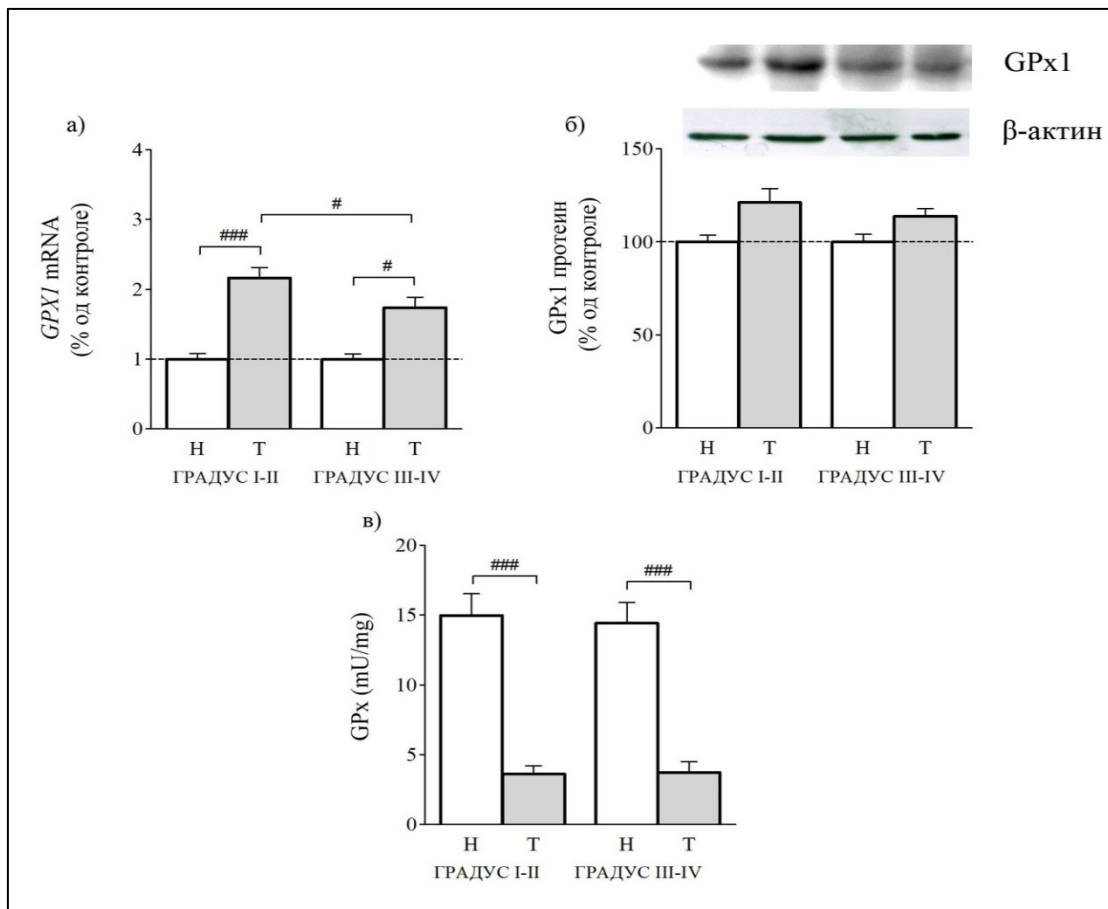 GPx1
β-актин
а)
GPX1 mRNA
(% од контроле)
4
3
2
1
0
###
#
#
Н Т Н Т
ГРАДУС I-II ГРАДУС III-IV
б)
GPx1 протеин
(% од контроле)
150
100
50
0
Н Т Н Т
ГРАДУС I-II ГРАДУС III-IV
в)
GPx (mU/mg)
20
15
10
5
0
###
###
Н Т Н Т
ГРАДУС I-II ГРАДУС III-IV